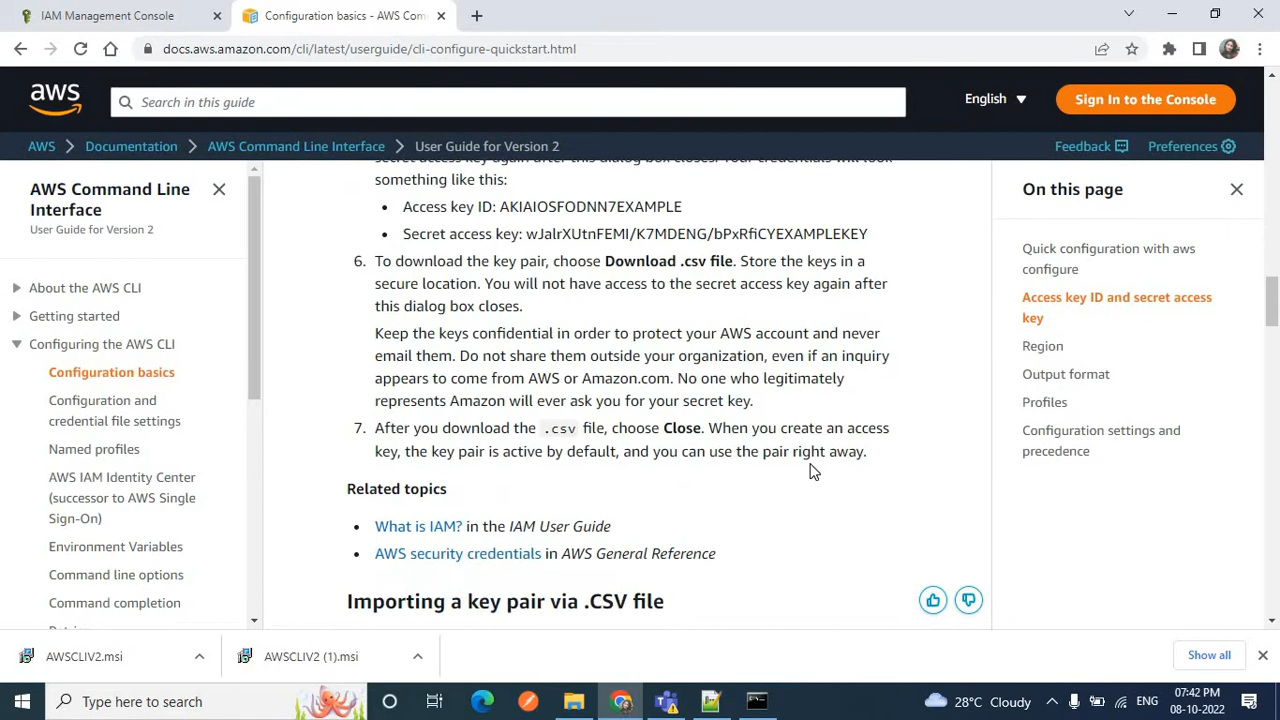 IAM Management Console
Configuration basics - AWS Com
docs.aws.amazon.com/cli/latest/userguide/cli-configure-quickstart.html
aws
Search in this guide
English
Sign In to the Console
AWS
Documentation
AWS Command Line Interface
User Guide for Version 2
Feedback
Preferences
AWS Command Line
Interface
User Guide for Version 2
About the AWS CLI
Getting started
Configuring the AWS CLI
Configuration basics
Configuration and
credential file settings
Named profiles
AWS IAM Identity Center
(successor to AWS Single
Sign-On)
Environment Variables
Command line options
Command completion
secret access key again after this dialog box closes. Your credentials will look
something like this:
• Access key ID: AKIAIOSFODNN7EXAMPLE
• Secret access key: wJalrXUtnFEMI/K7MDENG/bPxRfiCYEXAMPLEKEY
6. To download the key pair, choose Download .csv file. Store the keys in a
secure location. You will not have access to the secret access key again after
this dialog box closes.
Keep the keys confidential in order to protect your AWS account and never
email them. Do not share them outside your organization, even if an inquiry
appears to come from AWS or Amazon.com. No one who legitimately
represents Amazon will ever ask you for your secret key.
7. After you download the .csv file, choose Close. When you create an access
key, the key pair is active by default, and you can use the pair right away.
Related topics
• What is IAM? in the IAM User Guide
• AWS security credentials in AWS General Reference
Importing a key pair via .CSV file
On this page
Quick configuration with aws
configure
Access key ID and secret access
key
Region
Output format
Profiles
Configuration settings and
precedence
AWSCLIV2.msi
AWSCLIV2 (1).msi
Show all
Type here to search
28°C Cloudy
ENG
07:42 PM
08-10-2022